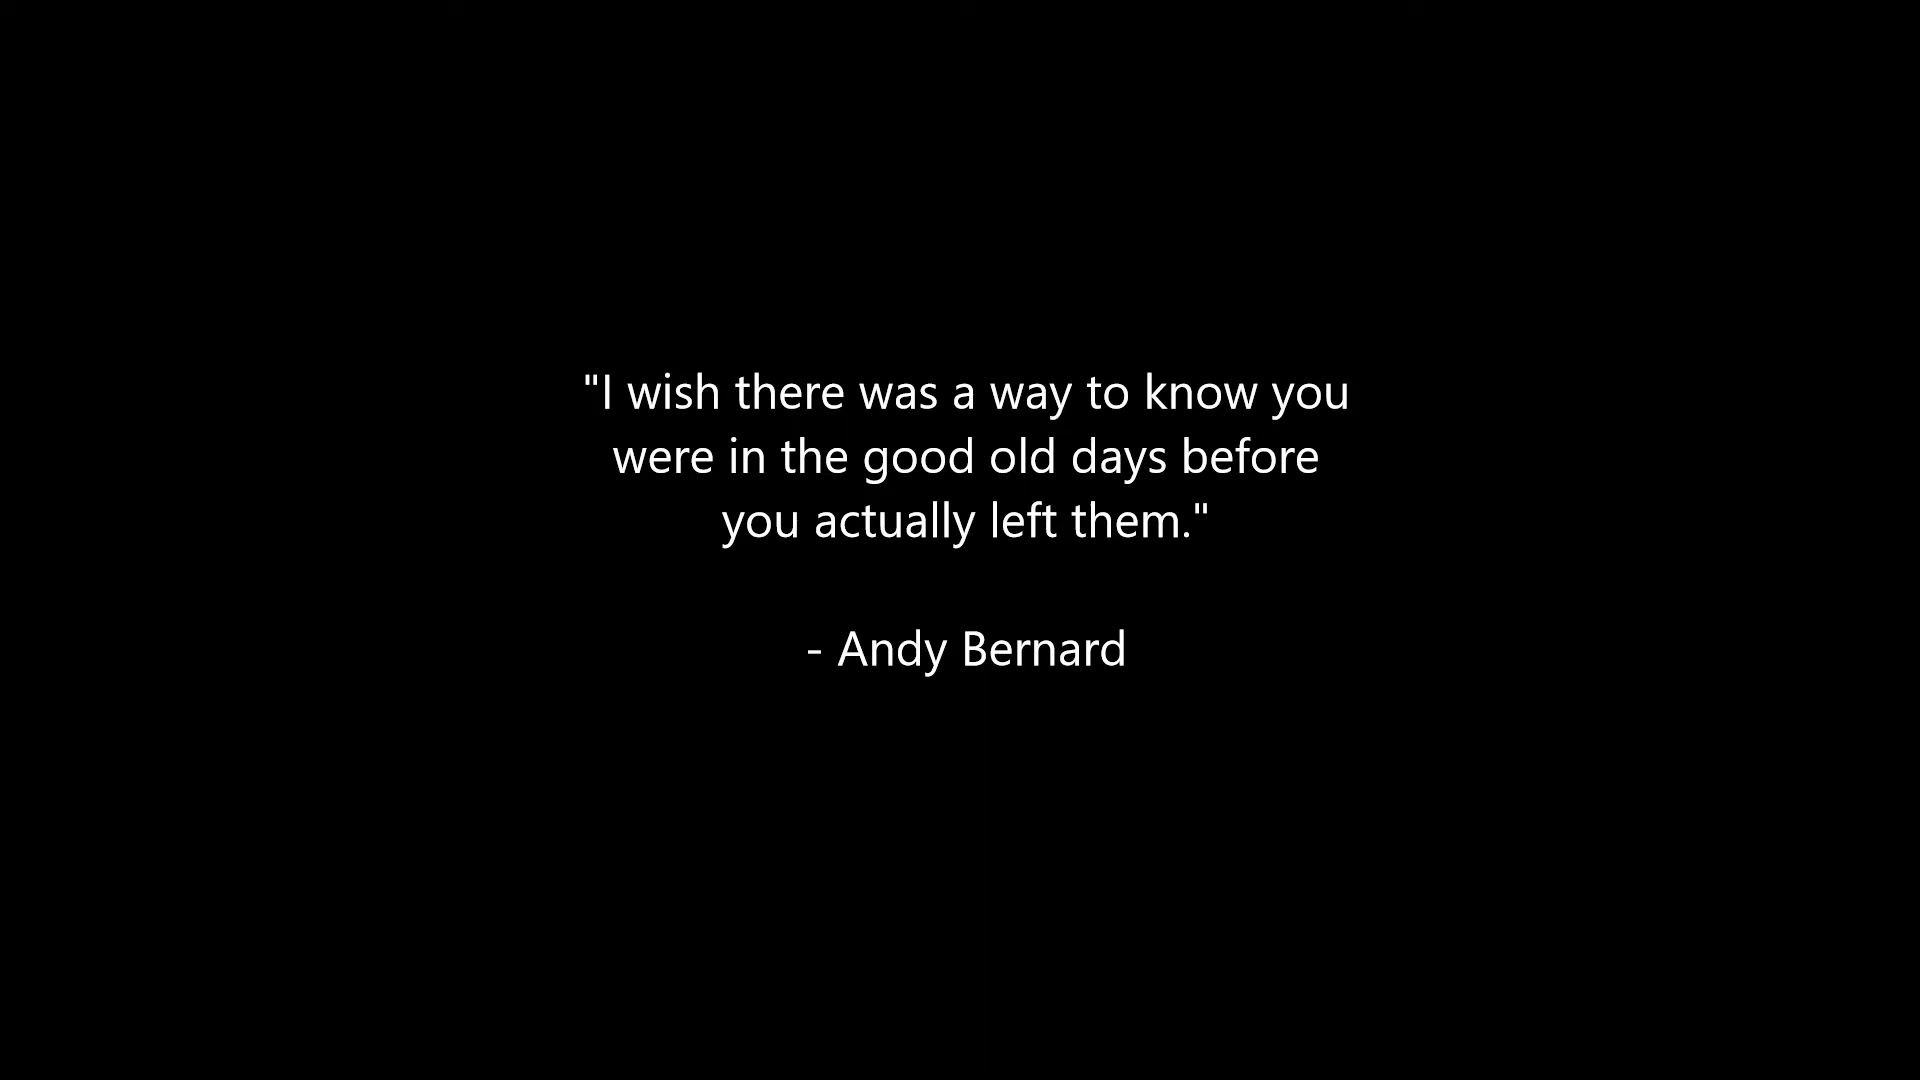 "I wish there was a way to know you
were in the good old days before
you actually left them."
- Andy Bernard